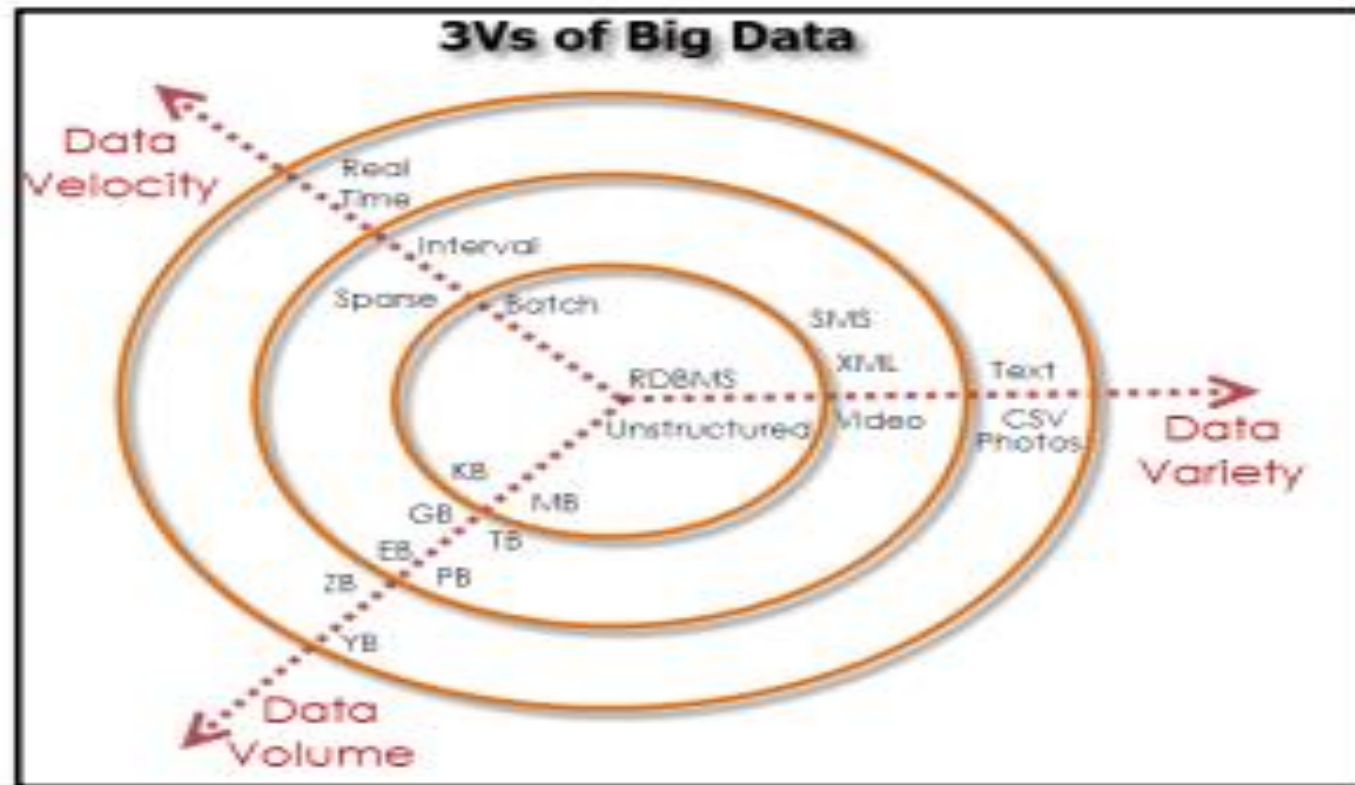 3Vs of Big Data
Data
Velocity
Real
Time
Interval
Sparse
Batch
SMS
XML
RDBMS
Text
Unstructured
Video
CSV
Photos
Data
Variety
KB
MB
GB
TB
EB
PB
ZB
YB
Data
Volume